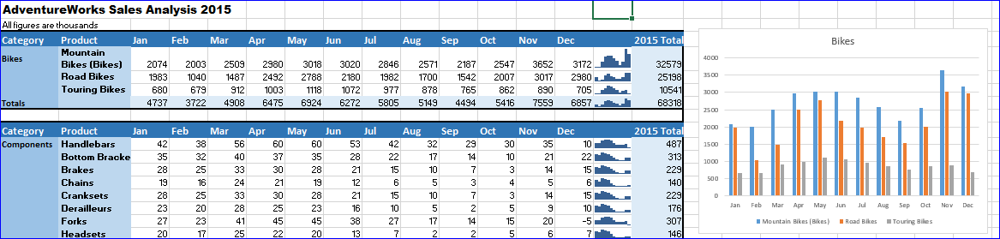 AdventureWorks Sales Analysis 2015
All figures are thousands
Category Product Jan Feb Mar Apr May Jun Jul Aug Sep Oct Nov Dec 2015 Total
Bikes Mountain
Bikes (Bikes) 2074 2003 2509 2980 3018 3020 2846 2571 2187 2547 3652 3172 32579
Road Bikes 1983 1040 1487 2492 2788 2180 1982 1700 1542 2007 3017 2980 25198
Touring Bikes 680 679 912 1003 1118 1072 977 878 765 862 890 705 10541
Totals 4737 3722 4908 6475 6924 6272 5805 5149 4494 5416 7559 6857 68318
Category Product Jan Feb Mar Apr May Jun Jul Aug Sep Oct Nov Dec 2015 Total
Components Handlebars 42 38 56 60 60 53 42 32 29 30 35 10 487
Bottom Bracke 35 32 40 37 35 28 22 17 14 10 21 22 313
Brakes 28 25 33 30 28 21 15 10 7 3 14 15 229
Chains 19 16 24 21 19 12 6 5 3 4 5 6 140
Cranksets 28 25 33 30 28 21 15 10 7 3 14 15 229
Derailleurs 23 20 28 25 23 16 10 5 2 5 9 10 176
Forks 27 23 41 45 45 38 27 17 14 15 20 -5 307
Headsets 20 17 25 22 20 13 7 2 2 5 6 7 146
Bikes
4000
3500
3000
2500
2000
1500
1000
500
0
Jan Feb Mar Apr May Jun Jul Aug Sep Oct Nov Dec
Mountain Bikes (Bikes) Road Bikes Touring Bikes